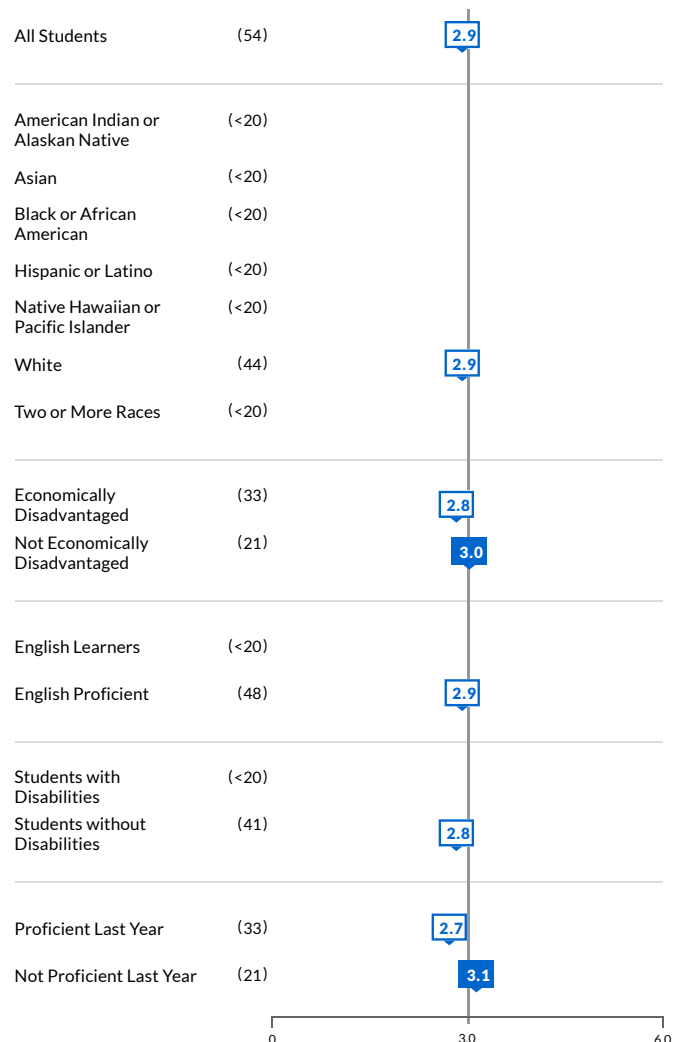 All Students (54) 2.9
American Indian or (<20)
Alaskan Native
Asian (<20)
Black or African (<20)
American
Hispanic or Latino (<20)
Native Hawaiian or (<20)
Pacific Islander
White (44) 2.9
Two or More Races (<20)
Economically (33) 2.8
Disadvantaged
Not Economically (21) 3.0
Disadvantaged
English Learners (<20)
English Proficient (48) 2.9
Students with (<20)
Disabilities
Students without (41) 2.8
Disabilities
Proficient Last Year (33) 2.7
Not Proficient Last Year (21) 3.1
0 3.0 6.0